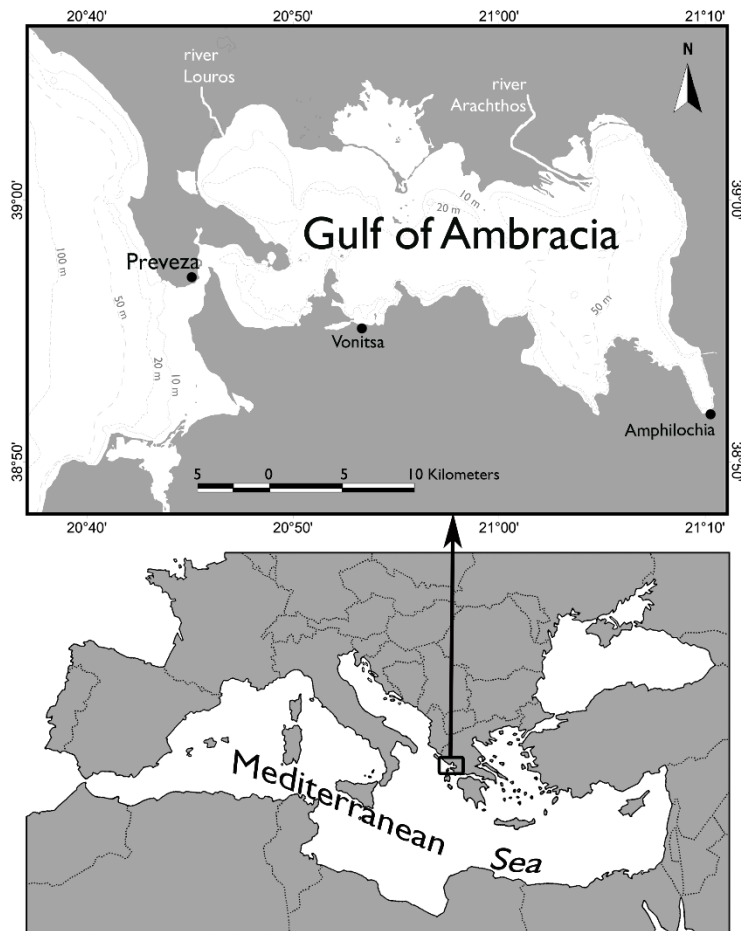 20°40' 20°50' 21°00' 21°10'
river
Louros
river
Arachthos
N
39°00'
39°00'
10 m
20 m
Gulf of Ambracia
Preveza
100 m
50 m
20 m
10 m
50 m
Vonitsa
Amphilochia
38°50'
38°50'
5 0 5 10 Kilometers
20°40' 20°50' 21°00' 21°10'
Mediterranean
Sea